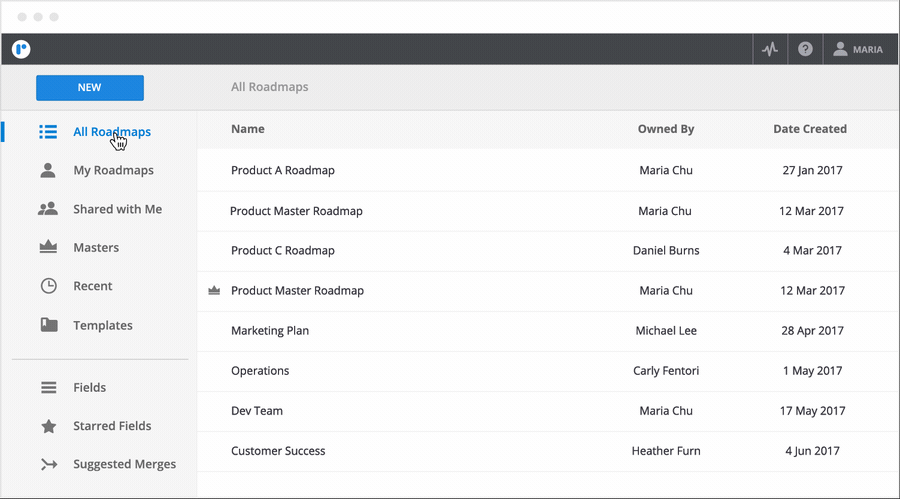 MARIA
NEW
All Roadmaps
All Roadmaps
My Roadmaps
Shared with Me
Masters
Recent
Templates
Fields
Starred Fields
Suggested Merges
Name Owned By Date Created
Product A Roadmap Maria Chu 27 Jan 2017
Product Master Roadmap Maria Chu 12 Mar 2017
Product C Roadmap Daniel Burns 4 Mar 2017
Product Master Roadmap Maria Chu 12 Mar 2017
Marketing Plan Michael Lee 28 Apr 2017
Operations Carly Fentori 1 May 2017
Dev Team Maria Chu 17 May 2017
Customer Success Heather Furn 4 Jun 2017